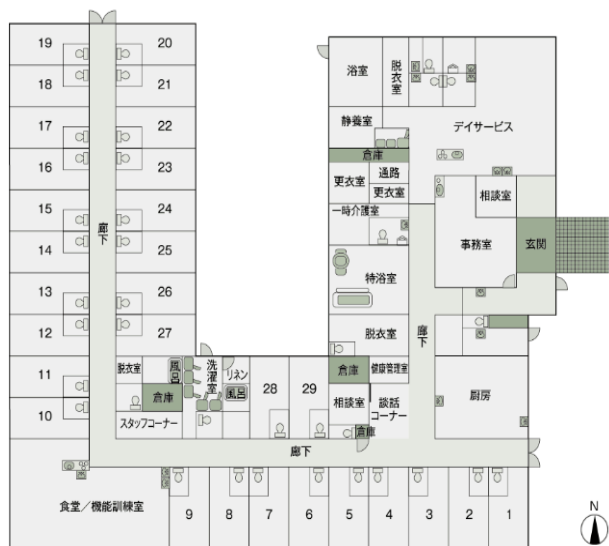 19
20
18
21
17
22
16
23
15
24
14
25
13
26
12
27
11
10
廊下
浴室
脱衣室
静養室
デイサービス
倉庫
更衣室
通路
更衣室
一時介護室
相談室
事務室
玄関
特浴室
脱衣室
廊下
倉庫
健康管理室
相談室
談話
コーナー
倉庫
厨房
脱衣室
風呂
洗濯室
リネン
風呂
倉庫
スタッフコーナー
28
29
廊下
食堂／機能訓練室
9
8
7
6
5
4
3
2
1
N